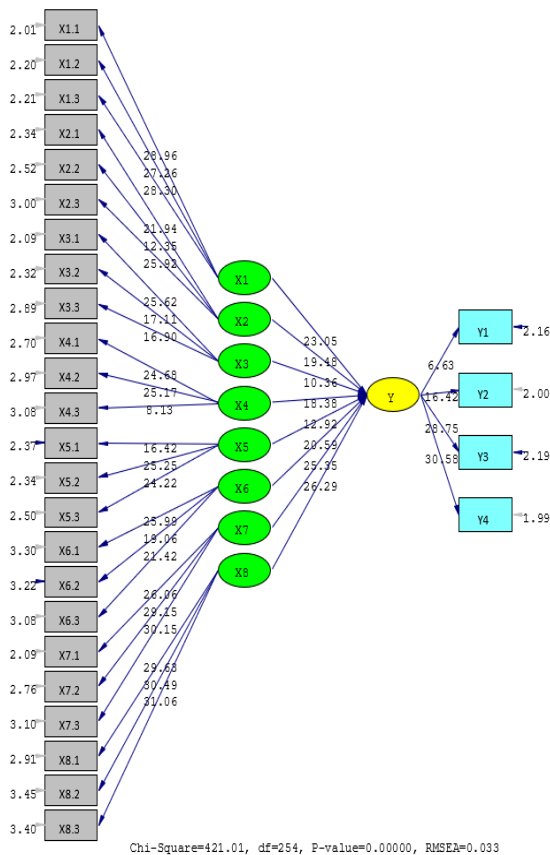 2.01 X1.1
2.20 X1.2
2.21 X1.3
2.34 X2.1
2.52 X2.2
3.00 X2.3
2.09 X3.1
2.32 X3.2
2.89 X3.3
2.70 X4.1
2.97 X4.2
3.08 X4.3
2.37 X5.1
2.34 X5.2
2.50 X5.3
3.30 X6.1
3.22 X6.2
3.08 X6.3
2.09 X7.1
2.76 X7.2
3.10 X7.3
2.91 X8.1
3.45 X8.2
3.40 X8.3
28.96
27.26
28.30
21.94
12.35
25.92
25.62
17.11
16.90
24.68
25.17
8.13
16.42
25.25
24.22
25.98
19.06
21.42
26.06
29.15
30.15
29.63
30.49
31.06
X1
X2
X3
X4
X5
X6
X7
X8
23.05
19.48
10.36
18.38
12.92
20.59
25.35
26.29
Y
6.63
16.42
28.75
30.58
Y1 2.16
Y2 2.00
Y3 2.19
Y4 1.99
Chi-Square=421.01, df=254, P-value=0.00000, RMSEA=0.033